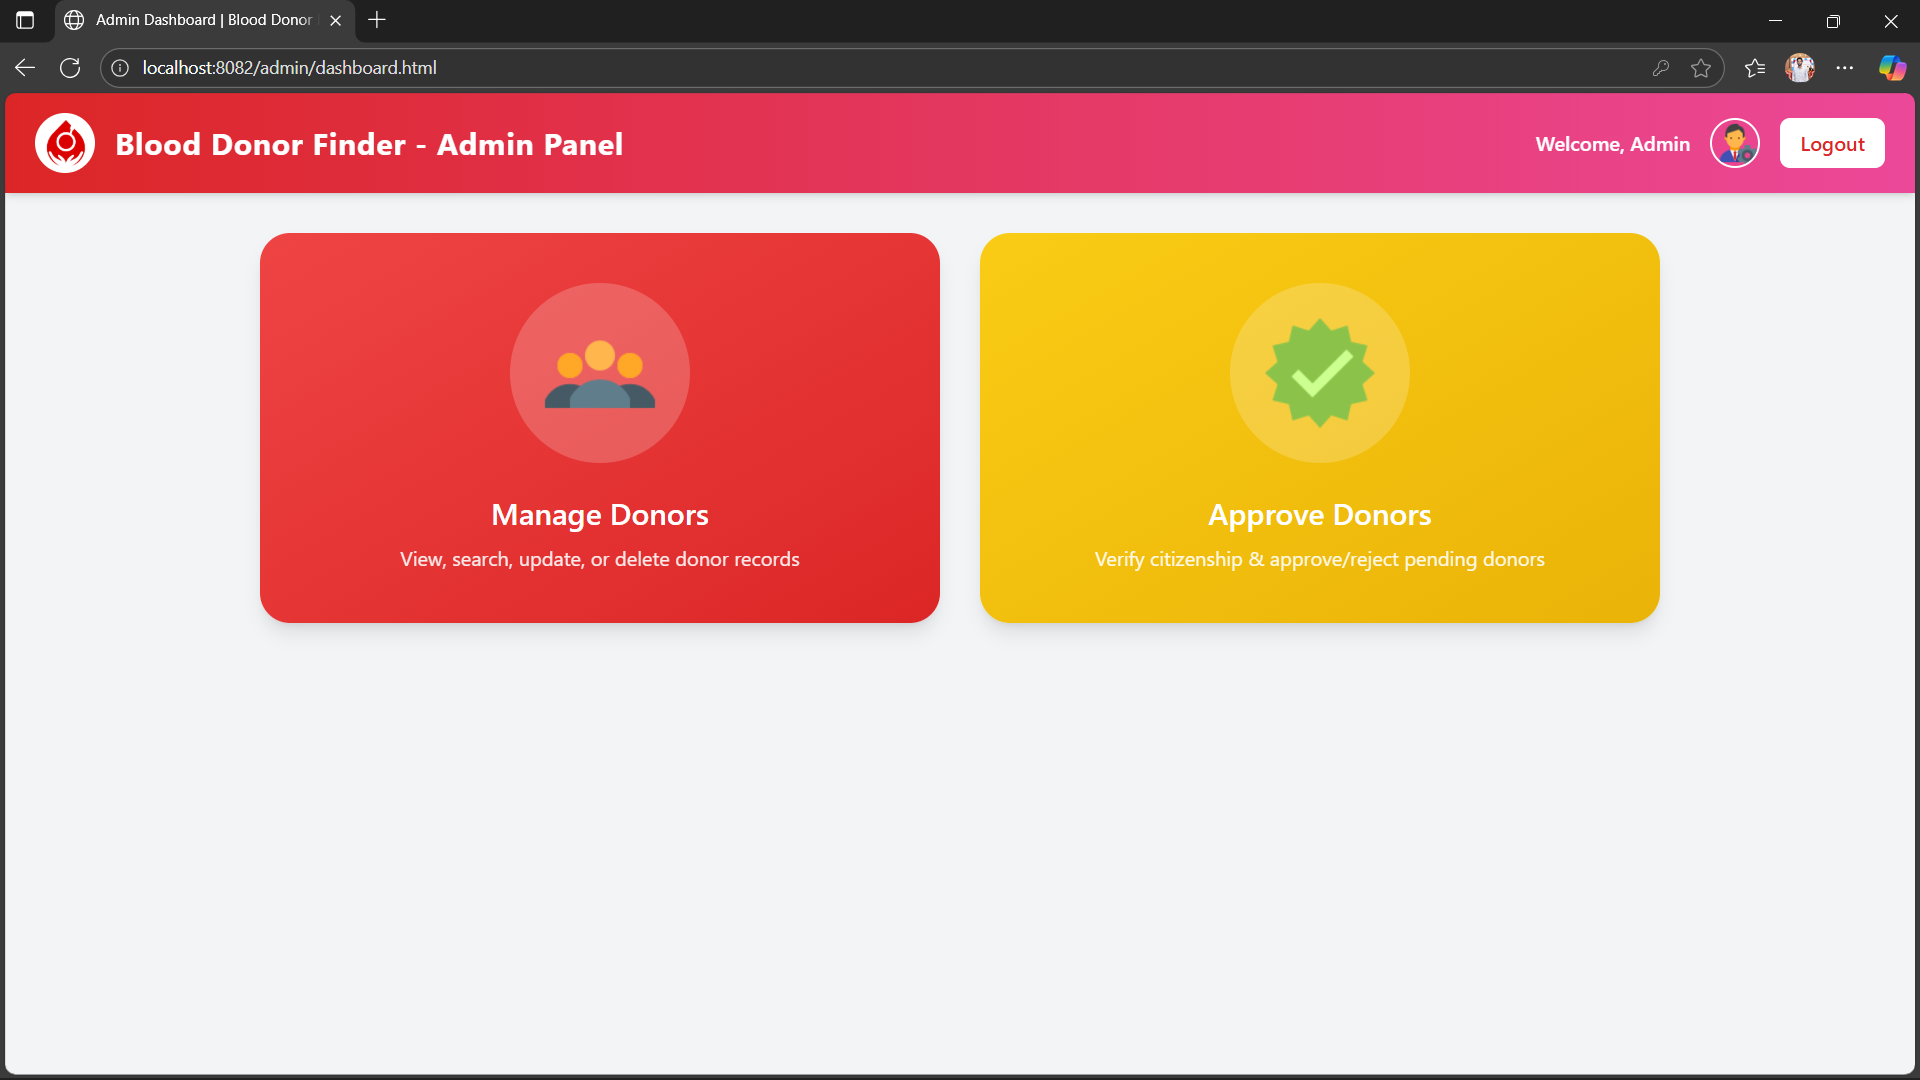 Admin Dashboard | Blood Donor
localhost:8082/admin/dashboard.html
Blood Donor Finder - Admin Panel
Welcome, Admin
Logout
Manage Donors
View, search, update, or delete donor records
Approve Donors
Verify citizenship & approve/reject pending donors